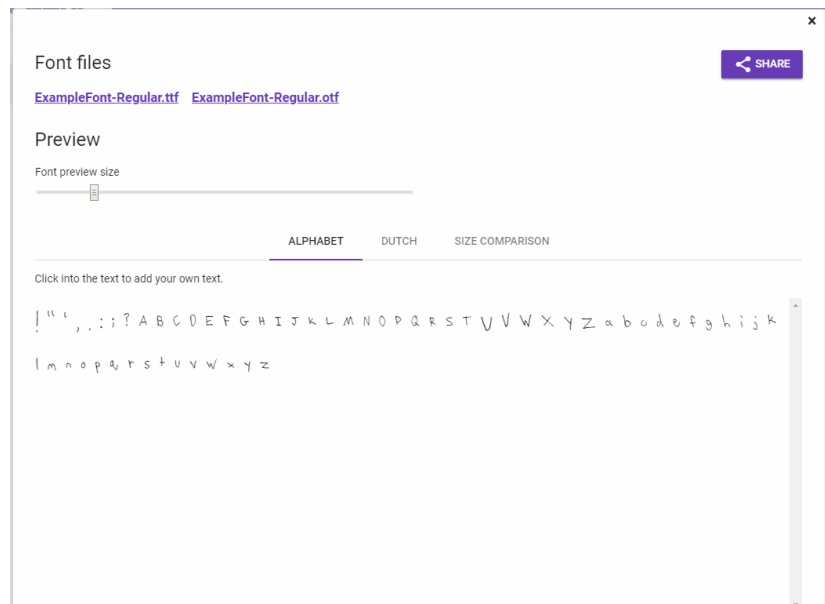 ×
Font files
SHARE
ExampleFont-Regular.ttf ExampleFont-Regular.otf
Preview
Font preview size
ALPHABET DUTCH SIZE COMPARISON
Click into the text to add your own text.
! " ' , . : ; ? A B C D E F G H I J K L M N O P Q R S T U V W X Y Z a b c d e f g h i j k
l m n o p q r s t u v w x y z